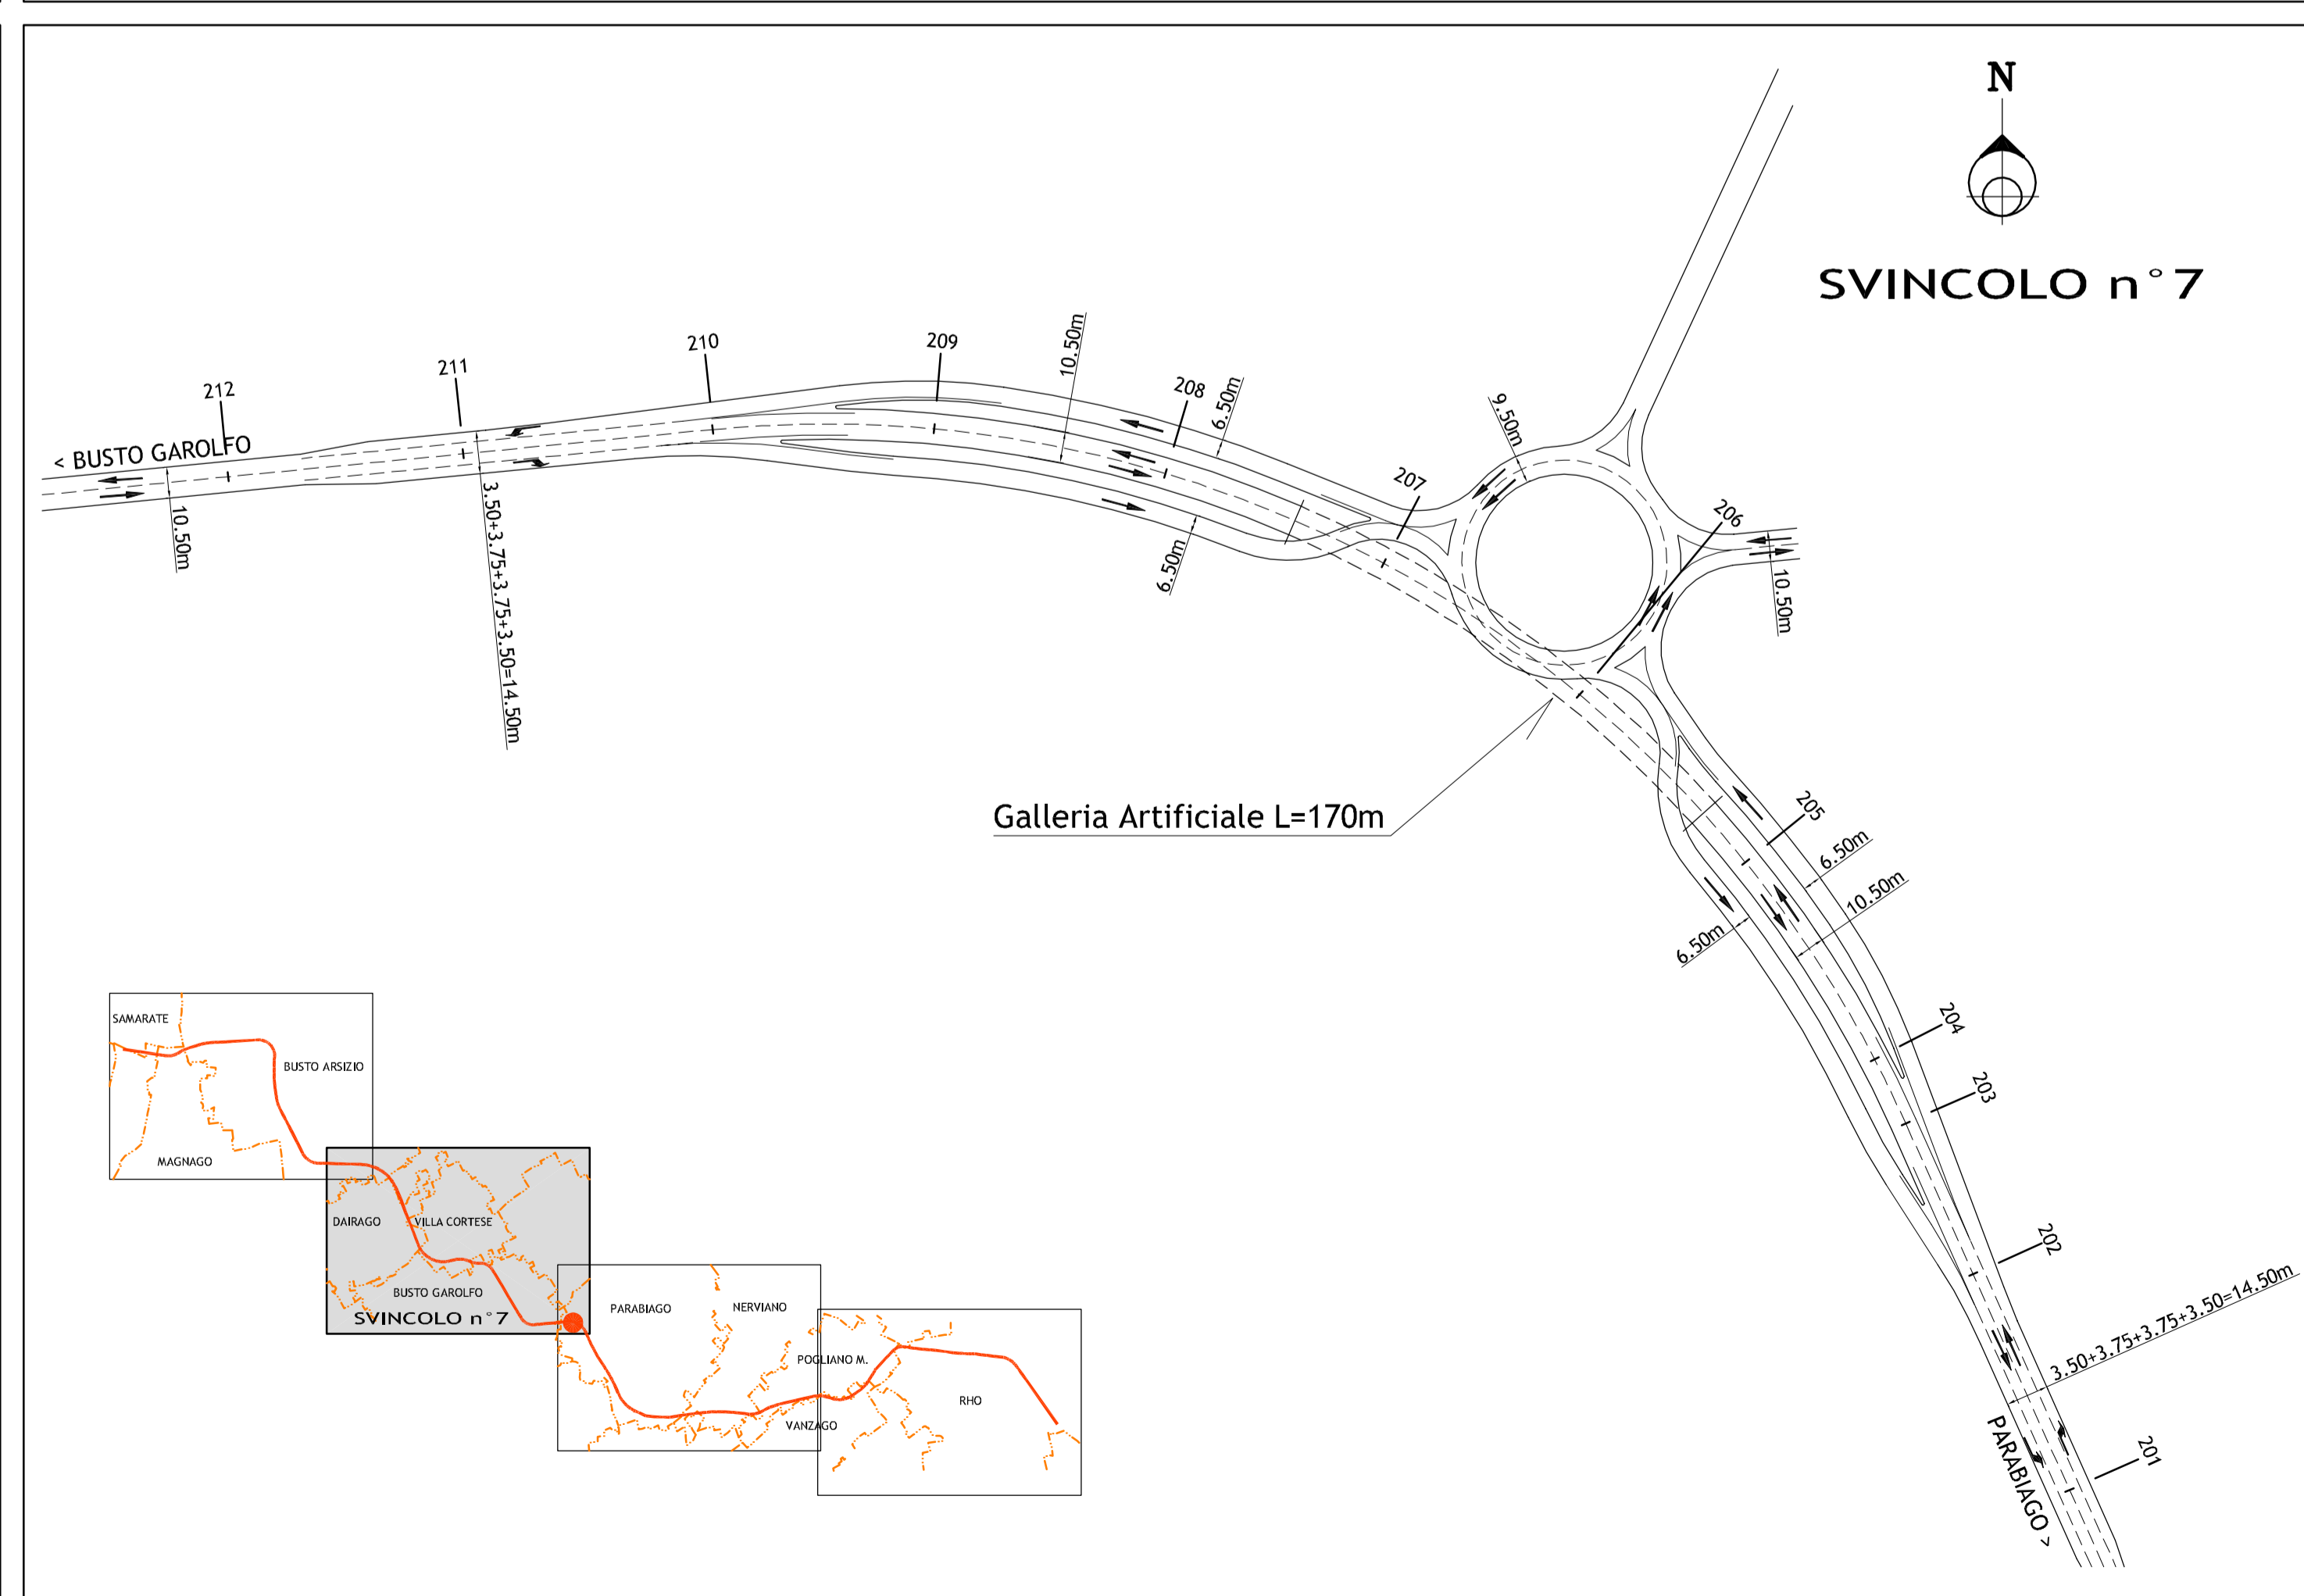 N
SVINCOLO n°7
212
211
210
209
10.50m
208
6.50m
207
9.50m
206
< BUSTO GAROLFO
10.50m
3.50+3.75+3.75+3.50=14.50m
6.50m
10.50m
Galleria Artificiale L=170m
205
6.50m
10.50m
6.50m
204
203
202
3.50+3.75+3.75+3.50=14.50m
201
PARABIAGO >
SAMARATE
BUSTO ARSIZIO
MAGNAGO
DAIRAGO
VILLA CORTESE
BUSTO GAROLFO
SVINCOLO n°7
PARABIAGO
NERVIANO
POGLIANO M.
VANZAGO
RHO